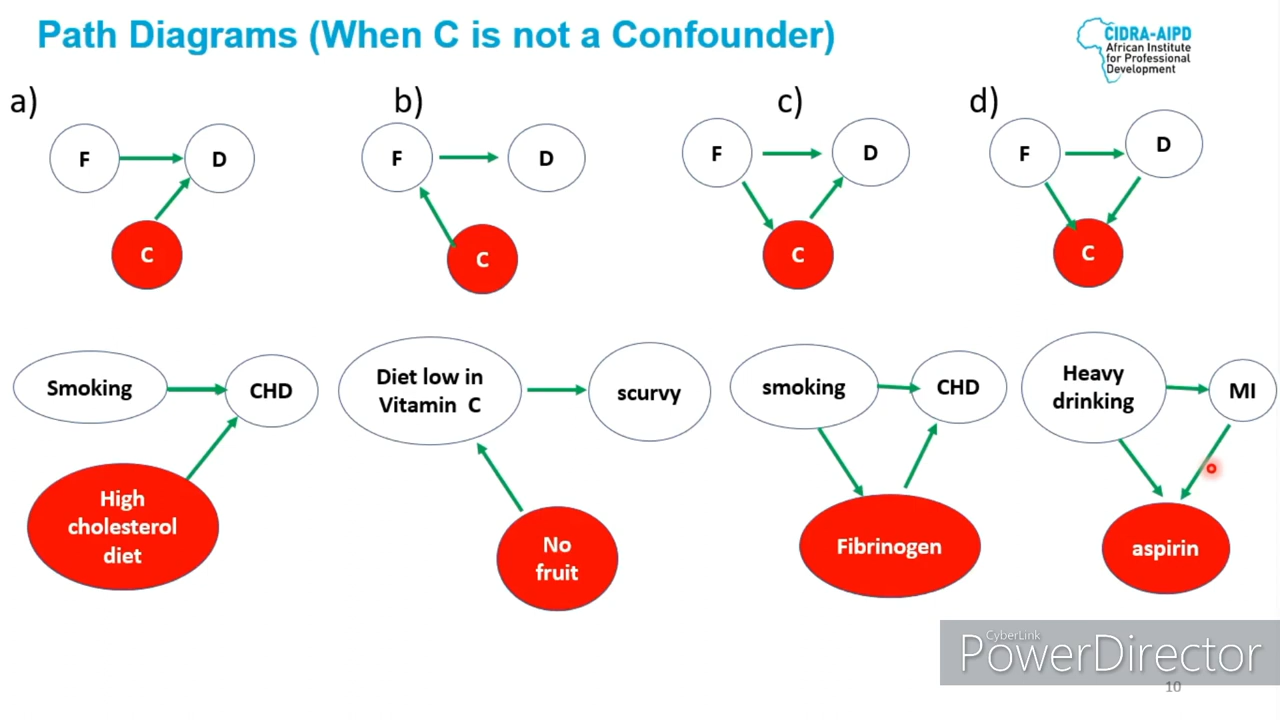 Path Diagrams (When C is not a Confounder)
CIDRA-AIPD
African Institute
for Professional
Development
a)
b)
c)
d)
F
D
C
F
D
C
F
D
C
F
D
C
Smoking
CHD
High
cholesterol
diet
Diet low in
Vitamin C
scurvy
No
fruit
smoking
CHD
Fibrinogen
Heavy
drinking
MI
aspirin
CyberLink
PowerDirector
10